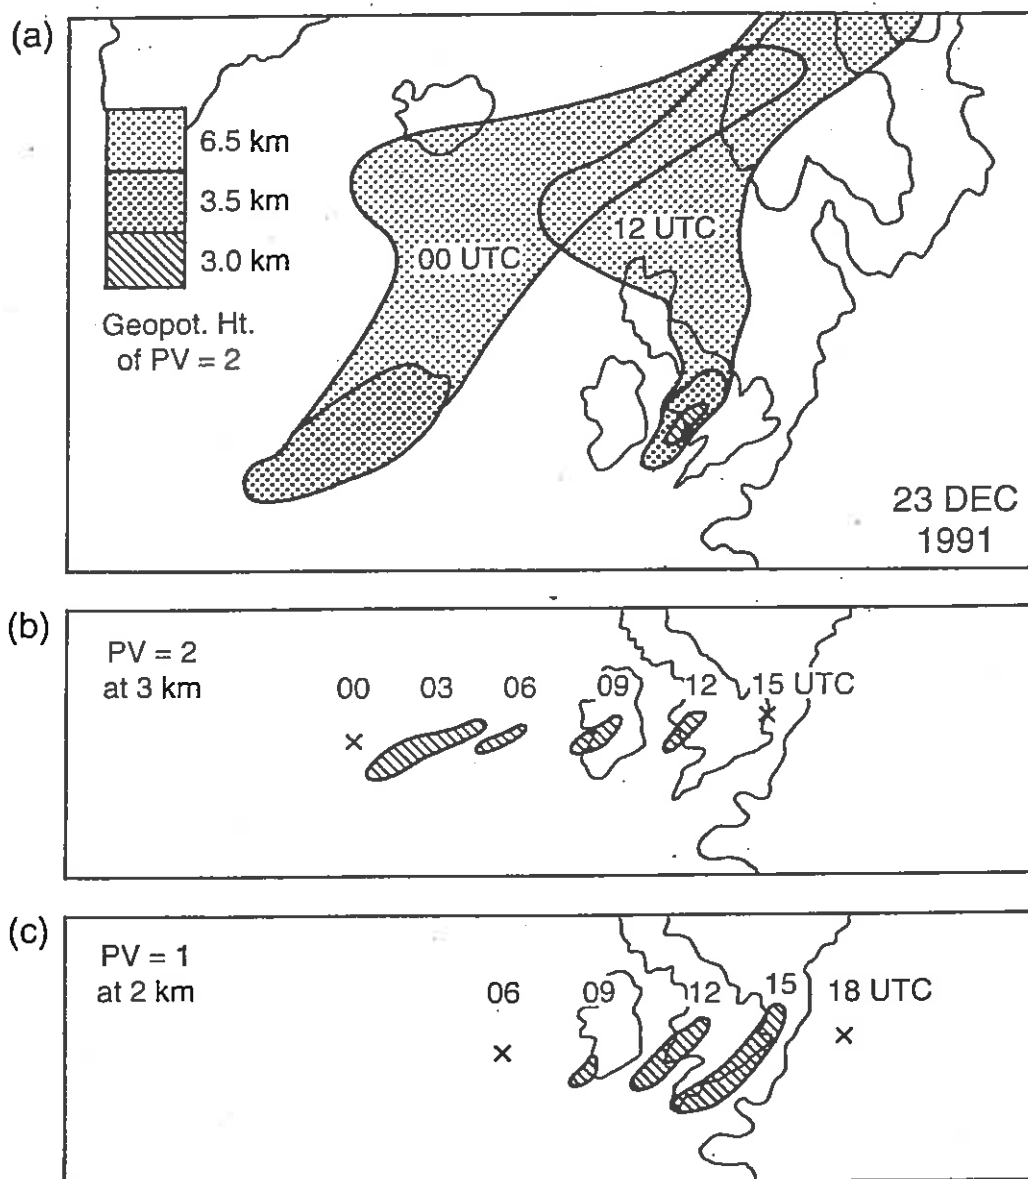 (a)
6.5 km
3.5 km
3.0 km
Geopot. Ht.
of PV = 2
00 UTC
12 UTC
23 DEC
1991
(b)
PV = 2
at 3 km
00 03 06 09 12 15 UTC
(c)
PV = 1
at 2 km
06 09 12 15 18 UTC